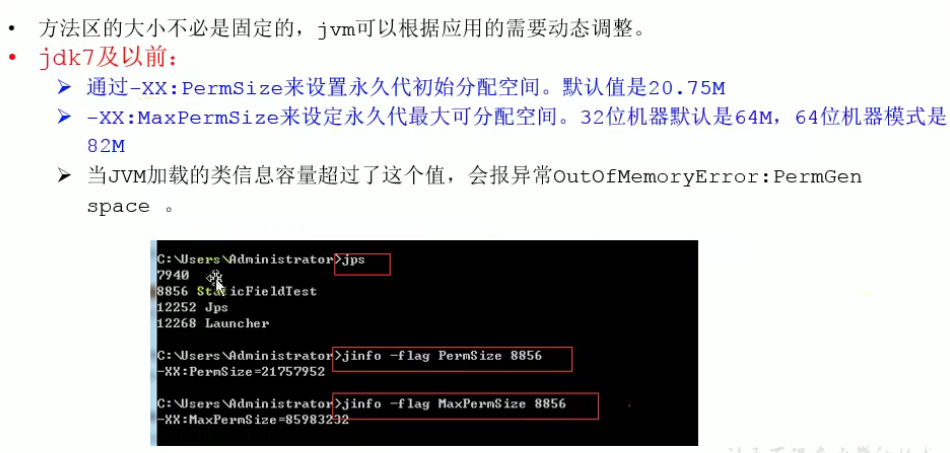 • 方法区的大小不必是固定的，jvm可以根据应用的需要动态调整。
• jdk7及以前：
➢ 通过-XX:PermSize来设置永久代初始分配空间。默认值是20.75M
➢ -XX:MaxPermSize来设定永久代最大可分配空间。32位机器默认是64M，64位机器模式是
82M
➢ 当JVM加载的类信息容量超过了这个值，会报异常OutOfMemoryError:PermGen
space 。
C:\Users\Administrator>jps
7940
8856 StaticFieldTest
12252 Jps
12268 Launcher
C:\Users\Administrator>jinfo -flag PermSize 8856
-XX:PermSize=21757952
C:\Users\Administrator>jinfo -flag MaxPermSize 8856
-XX:MaxPermSize=85983232